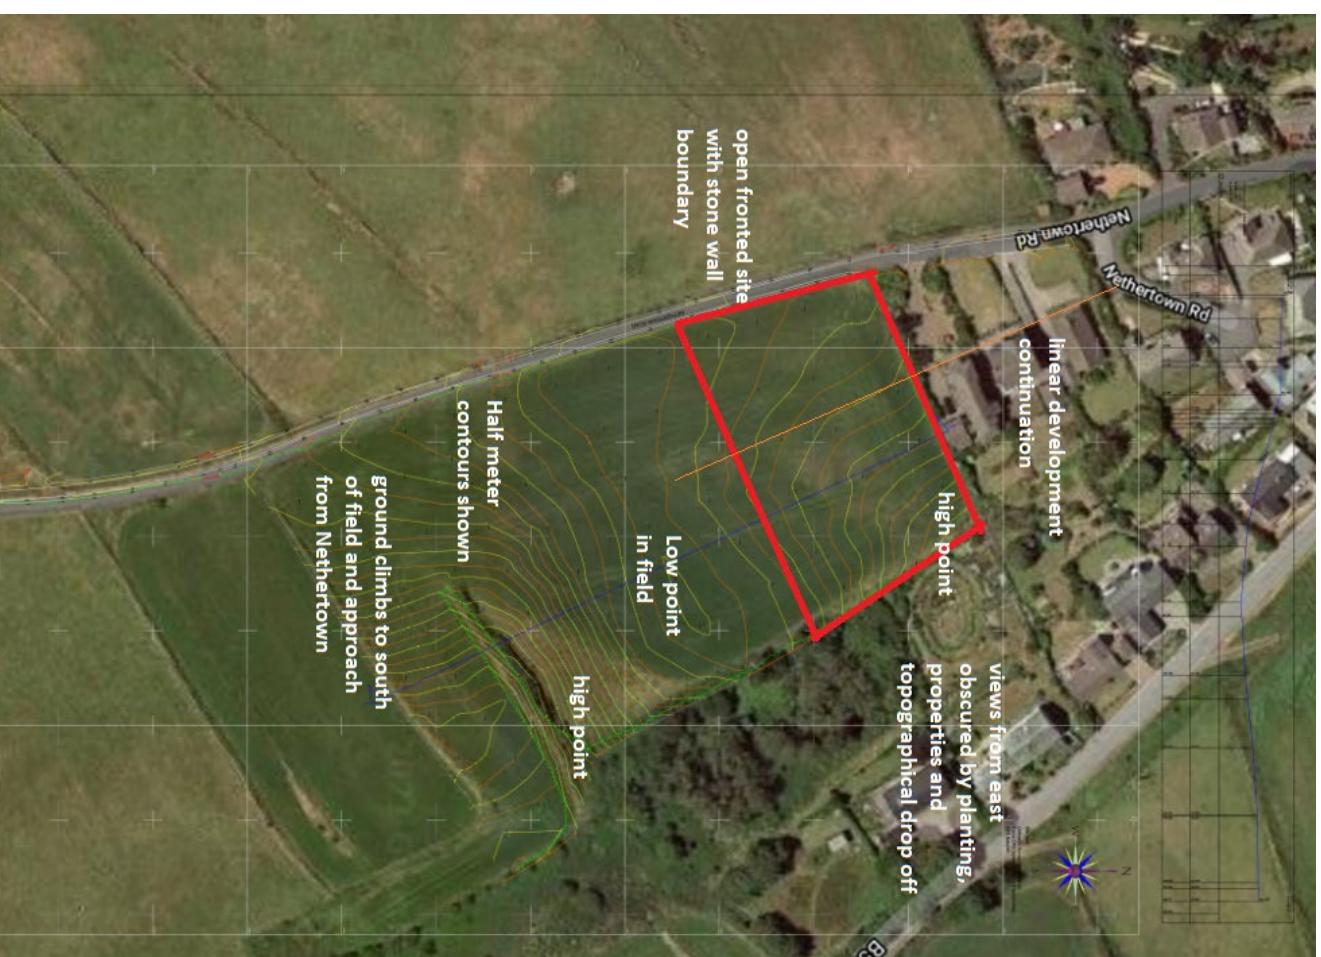 open fronted site
with stone wall
boundary
Nethertown Rd
Nethertown Rd
linear development
continuation
high point
Half meter
contours shown
Low point
in field
ground climbs to south
of field and approach
from Nethertown
high point
views from east
obscured by planting,
properties and
topographical drop off
N